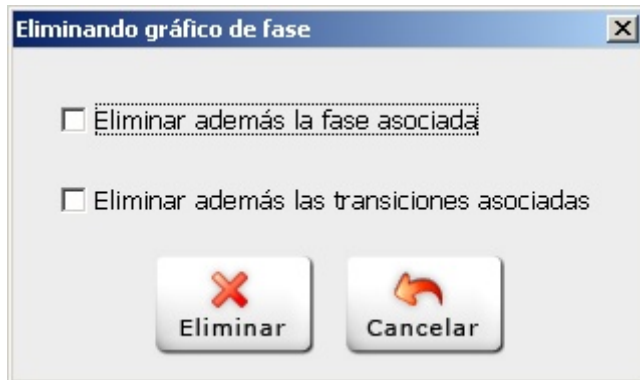 Eliminando gráfico de fase
Eliminar además la fase asociada
Eliminar además las transiciones asociadas
Eliminar
Cancelar